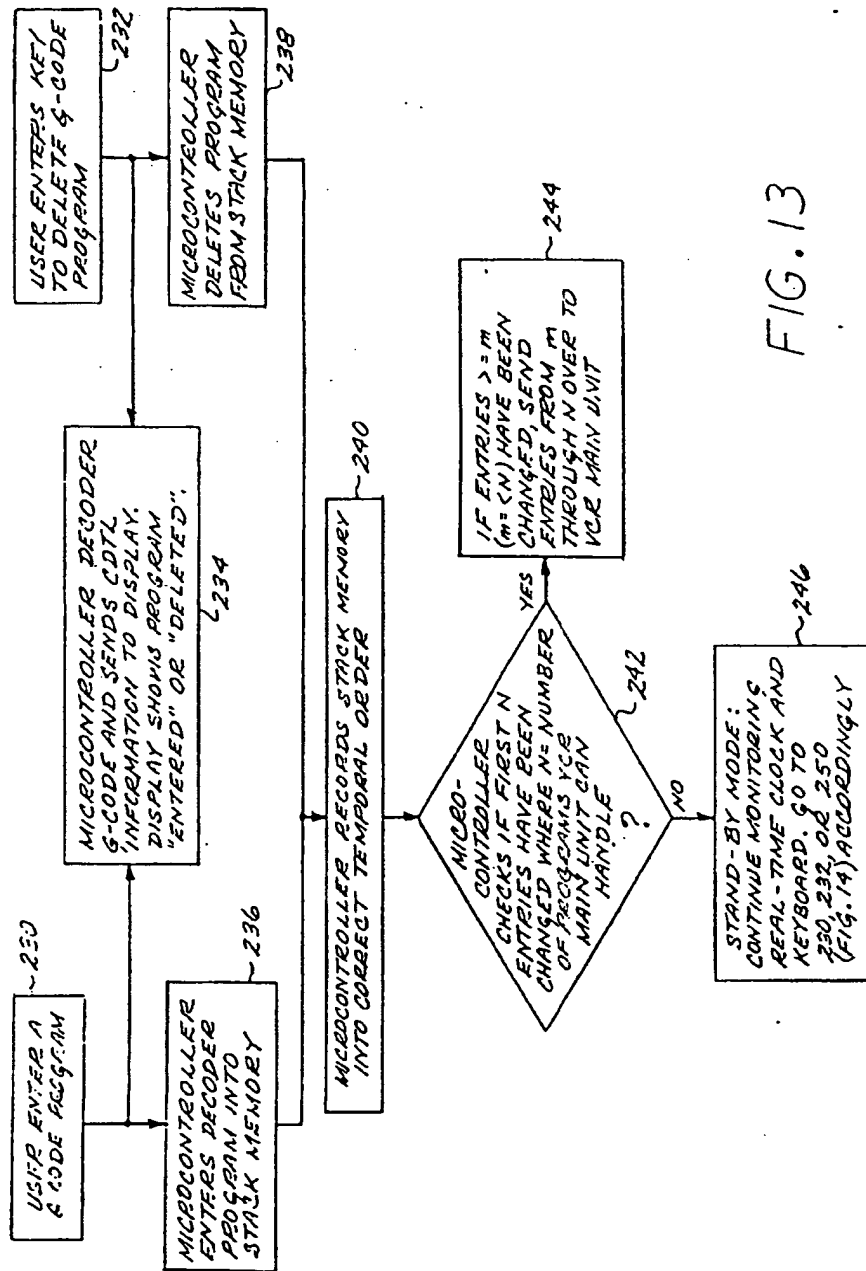 USER ENTER A
G CODE PROGRAM
230
USER ENTERS KEY
TO DELETE G-CODE
PROGRAM
232
MICROCONTROLLER DECODER
G-CODE AND SENDS CDTL
INFORMATION TO DISPLAY.
DISPLAY SHOWS PROGRAM
"ENTERED" OR "DELETED".
234
MICROCONTROLLER
ENTERS DECODER
PROGRAM INTO
STACK MEMORY
236
MICROCONTROLLER
DELETES PROGRAM
FROM STACK MEMORY
238
MICROCONTROLLER RECORDS STACK MEMORY
INTO CORRECT TEMPORAL ORDER
240
MICRO-
CONTROLLER
CHECKS IF FIRST N
ENTRIES HAVE BEEN
CHANGED WHERE N= NUMBER
OF PROGRAMS VCR
MAIN UNIT CAN
HANDLE
?
242
YES
IF ENTRIES >= m
(m=<N) HAVE BEEN
CHANGED, SEND
ENTRIES FROM m
THROUGH N OVER TO
VCR MAIN UNIT
244
NO
STAND-BY MODE:
CONTINUE MONITORING
REAL-TIME CLOCK AND
KEYBOARD. GO TO
230, 232, OR 250
(FIG. 14) ACCORDINGLY
246
FIG. 13